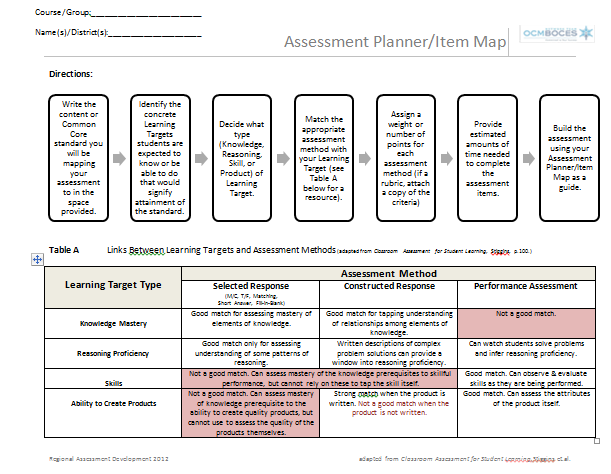 Course/Group:___________________________
Name(s)/District(s):_______________________
Assessment Planner/Item Map
OCMBOCES
Directions:
Write the
content or
Common
Core
standard you
will be
mapping
your
assessment
to in the
space
provided.
Identify the
concrete
Learning
Targets
students are
expected to
know or be
able to do
that would
signify
attainment of
the standard.
Decide what
type
(Knowledge,
Reasoning,
Skill, or
Product) of
Learning
Target.
Match the
appropriate
assessment
method with
your Learning
Target (see
Table A
below for a
resource).
Assign a
weight or
number of
points for
each
assessment
method (if a
rubric, attach
a copy of the
criteria)
Provide
estimated
amounts of
time needed
to complete
the
assessment
items.
Build the
assessment
using your
Assessment
Planner/Item
Map as a
guide.
Table A Links Between Learning Targets and Assessment Methods (adapted from Classroom Assessment for Student Learning, Stiggins, p.100.)
Learning Target Type
Assessment Method
Selected Response
(M/C, T/F, Matching,
Short Answer, Fill-in-Blank)
Constructed Response
Performance Assessment
Knowledge Mastery
Good match for assessing mastery of
elements of knowledge.
Good match for tapping understanding
of relationships among elements of
knowledge.
Not a good match.
Reasoning Proficiency
Good match only for assessing
understanding of some patterns of
reasoning.
Written descriptions of complex
problem solutions can provide a
window into reasoning proficiency.
Can watch students solve problems
and infer reasoning proficiency.
Skills
Not a good match. Can assess mastery of the knowledge prerequisites to skillful
performance, but cannot rely on these to tap the skill itself.
Good match. Can observe & evaluate
skills as they are being performed.
Ability to Create Products
Not a good match. Can assess mastery
of knowledge prerequisite to the
ability to create quality products, but
cannot use to assess the quality of the
products themselves.
Strong match when the product is
written. Not a good match when the
product is not written.
Good match. Can assess the attributes
of the product itself.
Regional Assessment Development 2012
adapted from Classroom Assessment for Student Learning, Stiggins et.al.